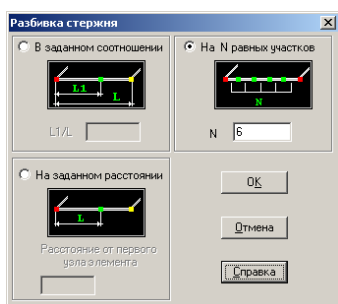 Разбивка стержня
В заданном соотношении
L1
L
L1/L
На N равных участков
N
N 6
На заданном расстоянии
L
Расстояние от первого
узла элемента
OK
Отмена
Справка